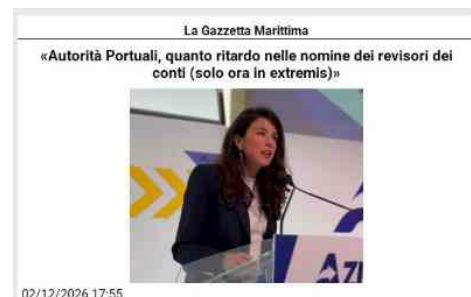 La Gazzetta Marittima
«Autorità Portuali, quanto ritardo nelle nomine dei revisori dei
conti (solo ora in extremis)»
AZI
02/12/2026 17:55